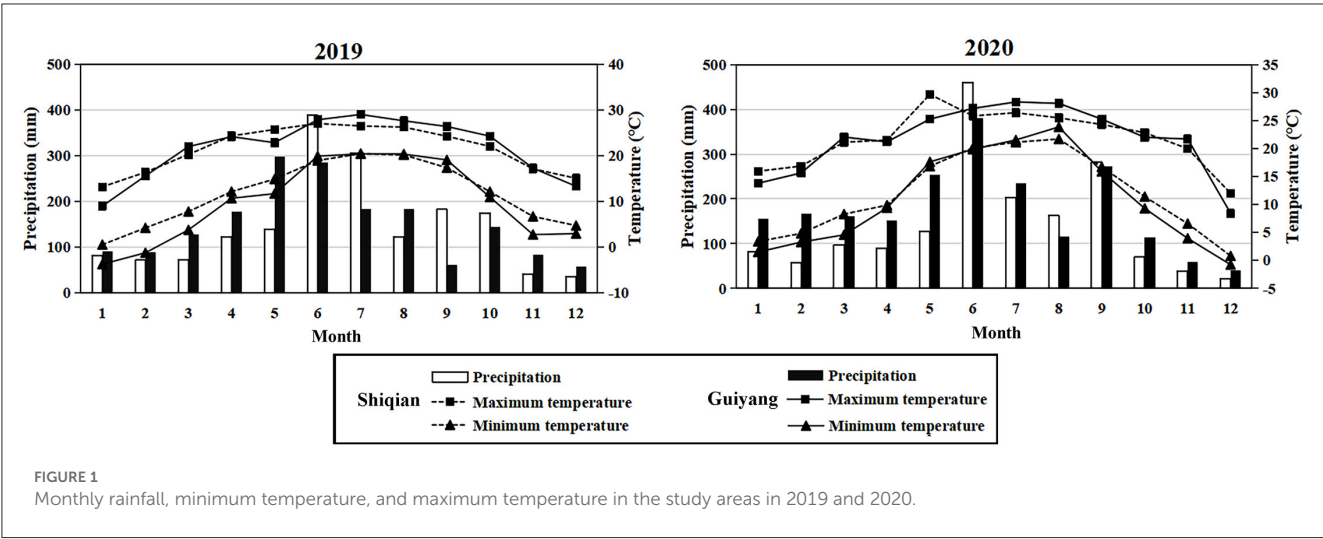 2019
500
400
300
200
100
0
Precipitation (mm)
40
30
20
10
0
-10
Temperature (°C)
1 2 3 4 5 6 7 8 9 10 11 12
Month
2020
500
400
300
200
100
0
Precipitation (mm)
35
30
25
20
15
10
5
0
-5
Temperature (°C)
1 2 3 4 5 6 7 8 9 10 11 12
Month
Shiqian
Precipitation
Maximum temperature
Minimum temperature
Guiyang
Precipitation
Maximum temperature
Minimum temperature
FIGURE 1
Monthly rainfall, minimum temperature, and maximum temperature in the study areas in 2019 and 2020.